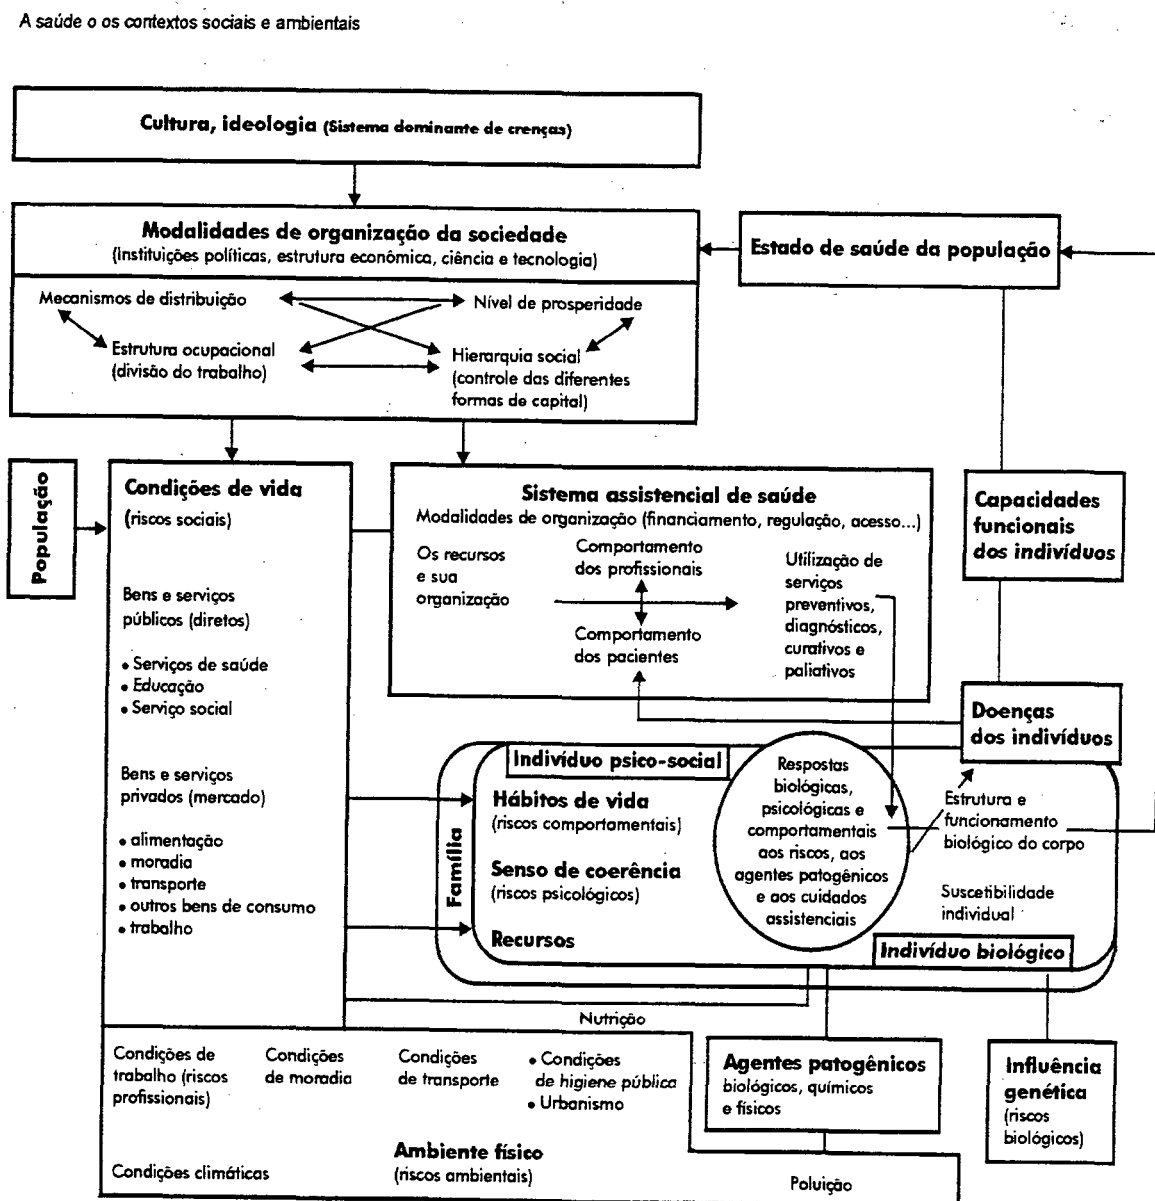 A saúde o os contextos sociais e ambientais
Cultura, ideologia (Sistema dominante de crenças)
Modalidades de organização da sociedade
(instituições políticas, estrutura econômica, ciência e tecnologia)
Estado de saúde da população
Mecanismos de distribuição
Nível de prosperidade
Estrutura ocupacional
(divisão do trabalho)
Hierarquia social
(controle das diferentes
formas de capital)
População
Condições de vida
(riscos sociais)
Bens e serviços
públicos (diretos)
• Serviços de saúde
• Educação
• Serviço social
Bens e serviços
privados (mercado)
• alimentação
• moradia
• transporte
• outros bens de consumo
• trabalho
Sistema assistencial de saúde
Modalidades de organização (financiamento, regulação, acesso...)
Os recursos
e sua
organização
Comportamento
dos profissionais
Comportamento
dos pacientes
Utilização de
serviços
preventivos,
diagnósticos,
curativos e
paliativos
Capacidades
funcionais
dos indivíduos
Doenças
dos indivíduos
Família
Indivíduo psico-social
Hábitos de vida
(riscos comportamentais)
Senso de coerência
(riscos psicológicos)
Recursos
Respostas
biológicas,
psicológicas e
comportamentais
aos riscos, aos
agentes patogênicos
e aos cuidados
assistenciais
Estrutura e
funcionamento
biológico do corpo
Suscetibilidade
individual
Indivíduo biológico
Nutrição
Condições de
trabalho (riscos
profissionais)
Condições
de moradia
Condições
de transporte
• Condições
de higiene pública
• Urbanismo
Agentes patogênicos
biológicos, químicos
e físicos
Influência
genética
(riscos
biológicos)
Ambiente físico
(riscos ambientais)
Condições climáticas
Poluição